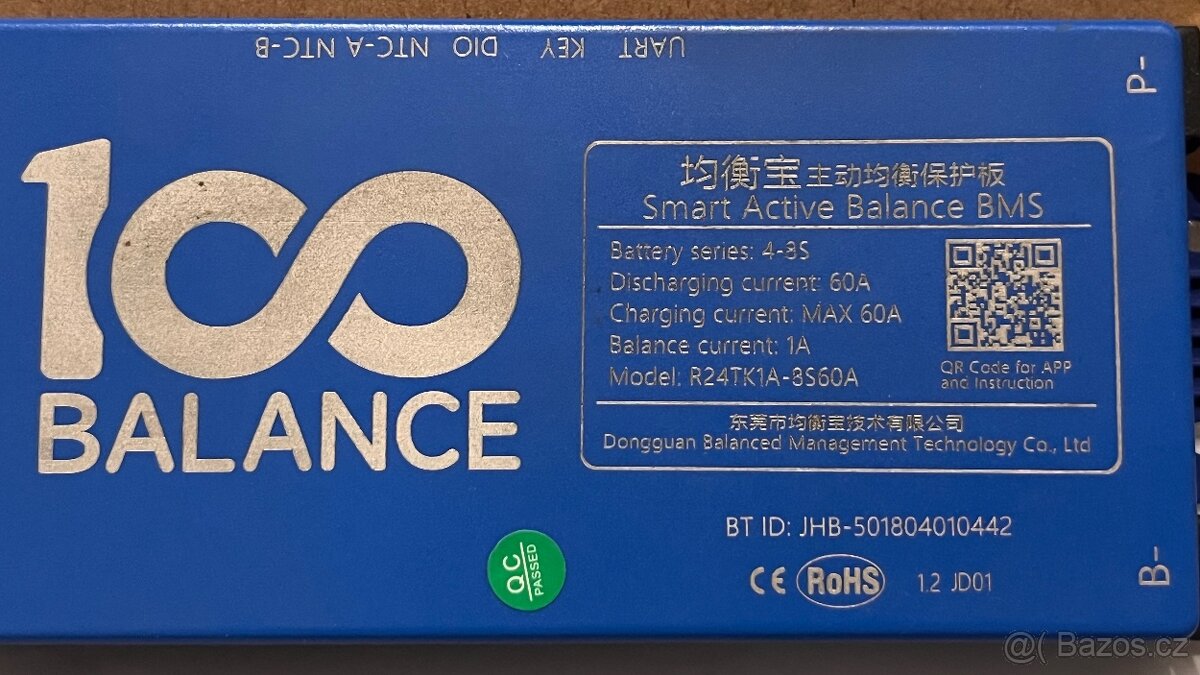 UART KEY DIO NTC-A NTC-B
P-
100
BALANCE
均衡宝主动均衡保护板
Smart Active Balance BMS
Battery series: 4-8S
Discharging current: 60A
Charging current: MAX 60A
Balance current: 1A
Model: R24TK1A-8S60A
QR Code for APP
and Instruction
东莞市均衡宝技术有限公司
Dongguan Balanced Management Technology Co., Ltd
BT ID: JHB-501804010442
QC
PASSED
CE RoHS 1.2 JD01
B-
@( Bazos.cz